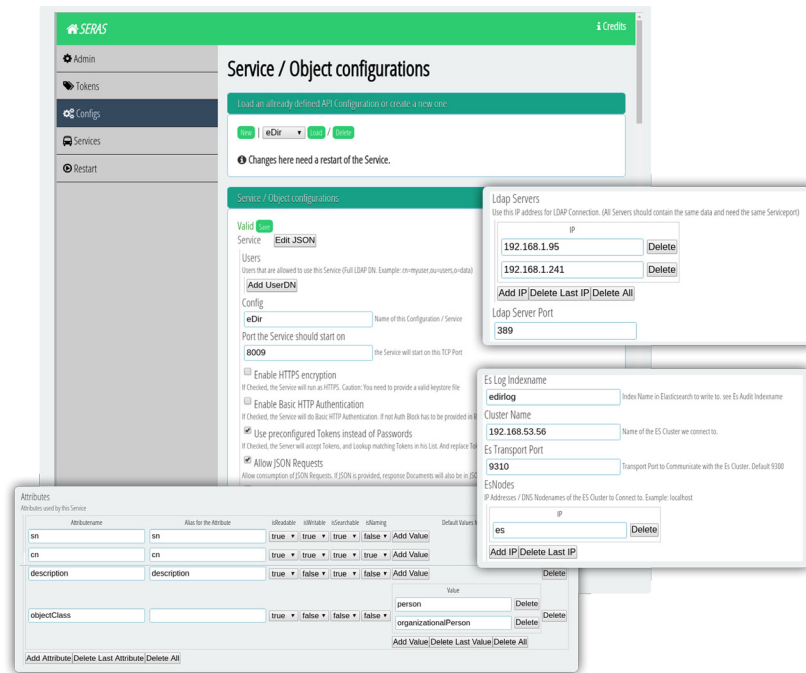 SERAS
Credits
Admin
Tokens
Configs
Services
Restart
Service / Object configurations
Load an allready defined API Configuration or create a new one
New | eDir Load / Delete
Changes here need a restart of the Service.
Service / Object configurations
Valid Save
Service Edit JSON
Users
Users that are allowed to use this Service (Full LDAP DN. Example: cn=myuser,ou=users,o=data)
Add UserDN
Config
eDir Name of this Configuration / Service
Port the Service should start on
8009 the Service will start on this TCP Port
Enable HTTPS encryption
If Checked, the Service will run as HTTPS. Caution: You need to provide a valid keystore file
Enable Basic HTTP Authentication
If Checked, the Service will do Basic HTTP Authentication. If not Auth Block has to be provided in
Use preconfigured Tokens instead of Passwords
If Checked, the Server will accept Tokens, and Lookup matching Tokens in his List. And replace
Allow JSON Requests
Allow consumption of JSON Requests. If JSON is provided, response Documents will also be in
Ldap Servers
Use this IP address for LDAP Connection. (All Servers should contain the same data and need the same Serviceport)
IP
192.168.1.95 Delete
192.168.1.241 Delete
Add IP Delete Last IP Delete All
Ldap Server Port
389
Es Log Indexname
edirlog Index Name in Elasticsearch to write to. see Es Audit Indexname
Cluster Name
192.168.53.56 Name of the ES Cluster we connect to.
Es Transport Port
9310 Transport Port to Communicate with the Es Cluster. Default 9300
EsNodes
IP Addresses / DNS Nodenames of the ES Cluster to Connect to. Example: localhost
IP
es Delete
Add IP Delete Last IP
Attributes
Attributes used by this Service
Attributename Alias for the Attribute isReadable isWritable isSearchable isNaming Default Values
sn sn true true true false Add Value
cn cn true true true true Add Value
description description true false true false Add Value Delete
Value
person Delete
objectClass true false false false Delete
organizationalPerson Delete
Add Value Delete Last Value Delete All
Add Attribute Delete Last Attribute Delete All